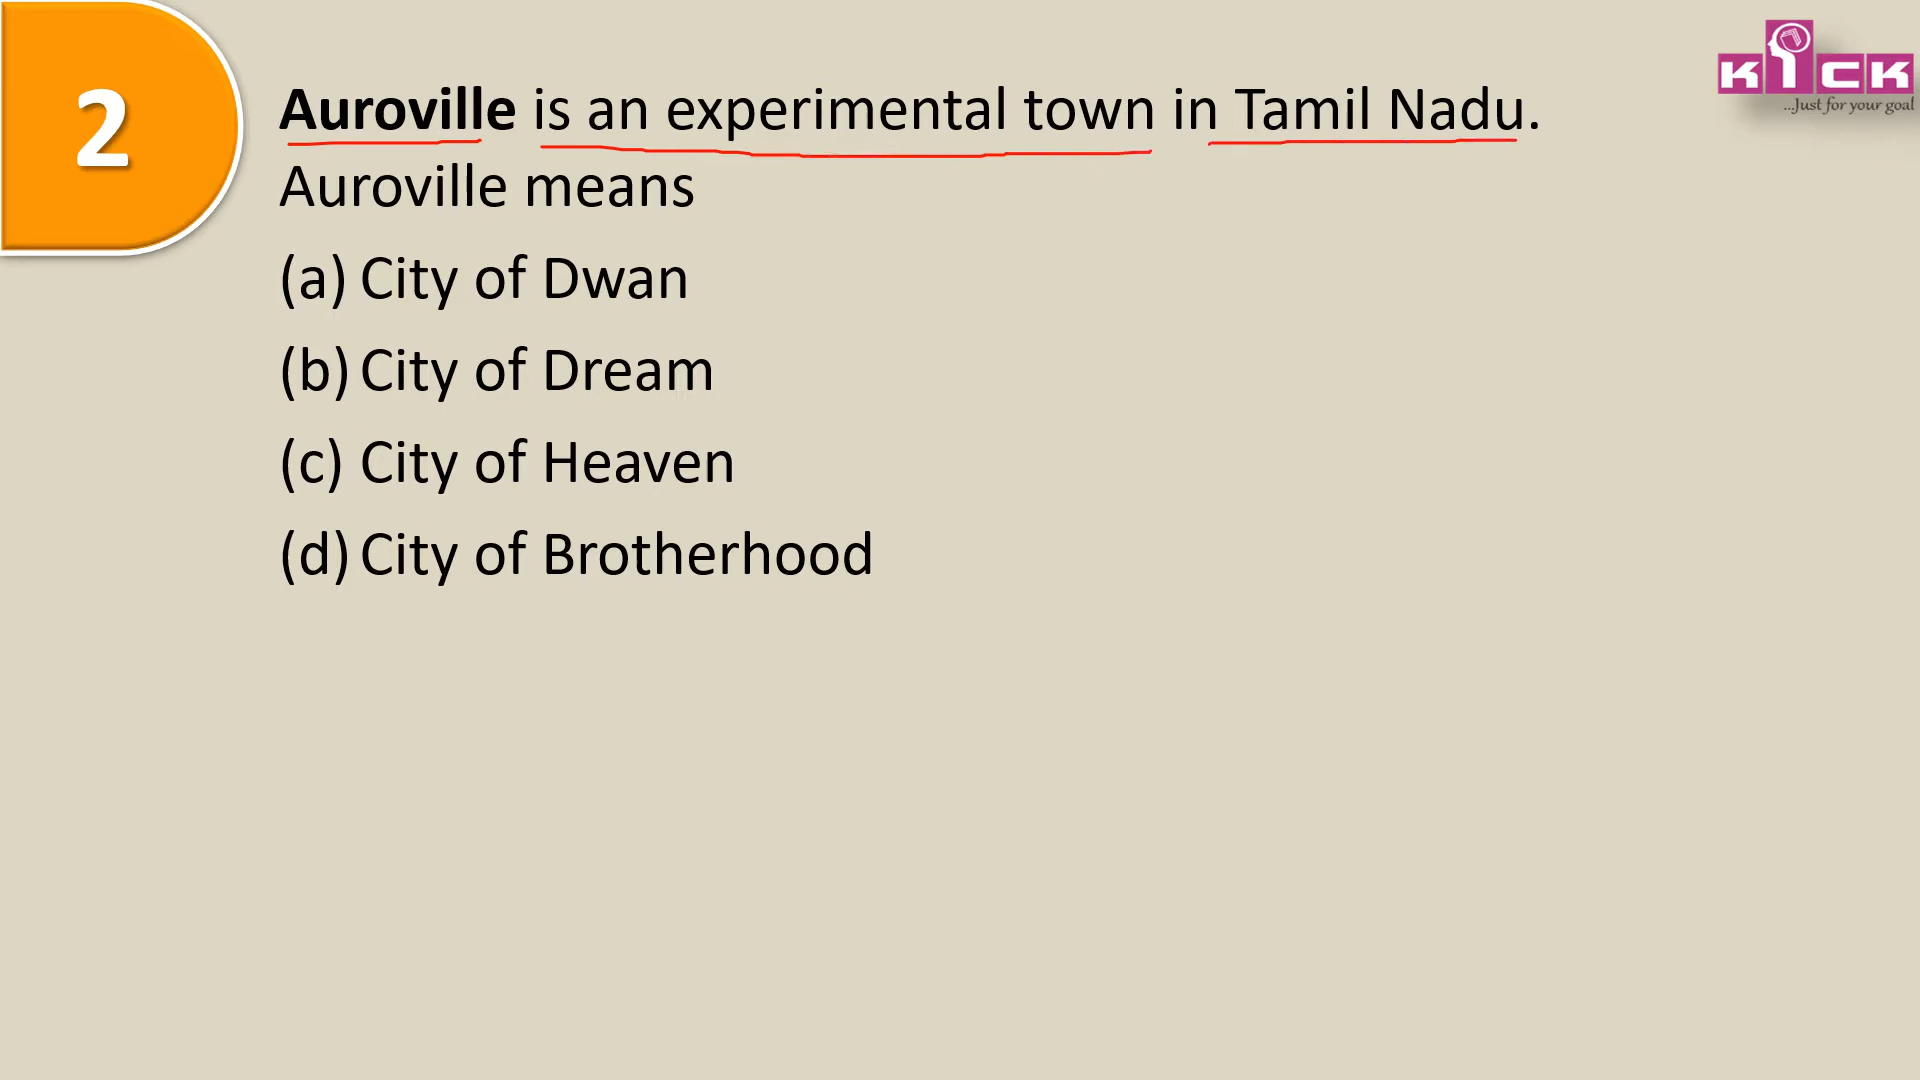 2
KICK
...Just for your goal
Auroville is an experimental town in Tamil Nadu.
Auroville means
(a) City of Dwan
(b) City of Dream
(c) City of Heaven
(d) City of Brotherhood